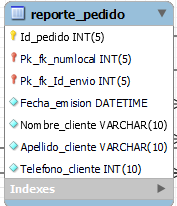 reporte_pedido
Id_pedido INT(5)
Pk_fk_numlocal INT(5)
Pk_fk_Id_envio INT(5)
Fecha_emision DATETIME
Nombre_cliente VARCHAR(10)
Apellido_cliente VARCHAR(10)
Telefono_cliente INT(10)
Indexes